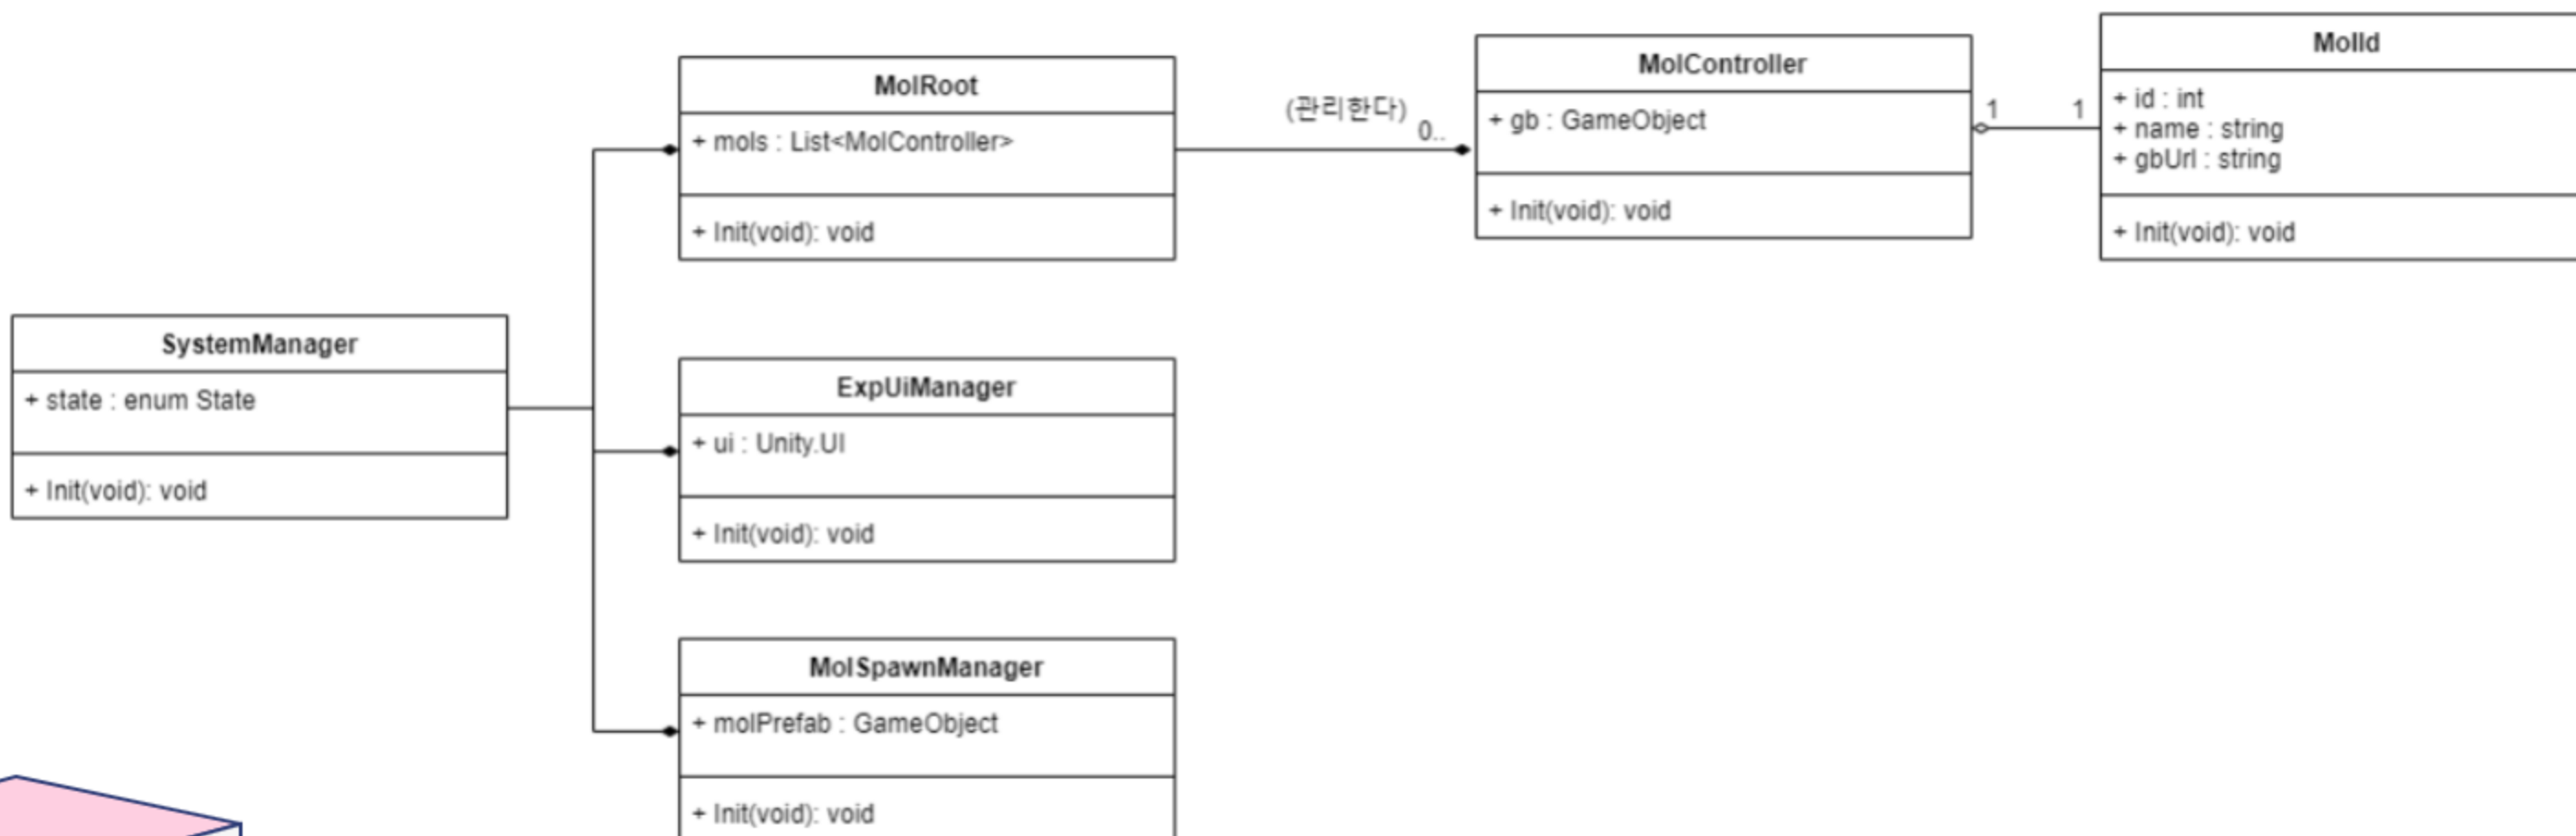 MolRoot
+ mols : List<MolController>
+ Init(void): void
(관리한다)
0..
MolController
+ gb : GameObject
+ Init(void): void
1
1
MolId
+ id : int
+ name : string
+ gbUrl : string
+ Init(void): void
SystemManager
+ state : enum State
+ Init(void): void
ExpUiManager
+ ui : Unity.UI
+ Init(void): void
MolSpawnManager
+ molPrefab : GameObject
+ Init(void): void